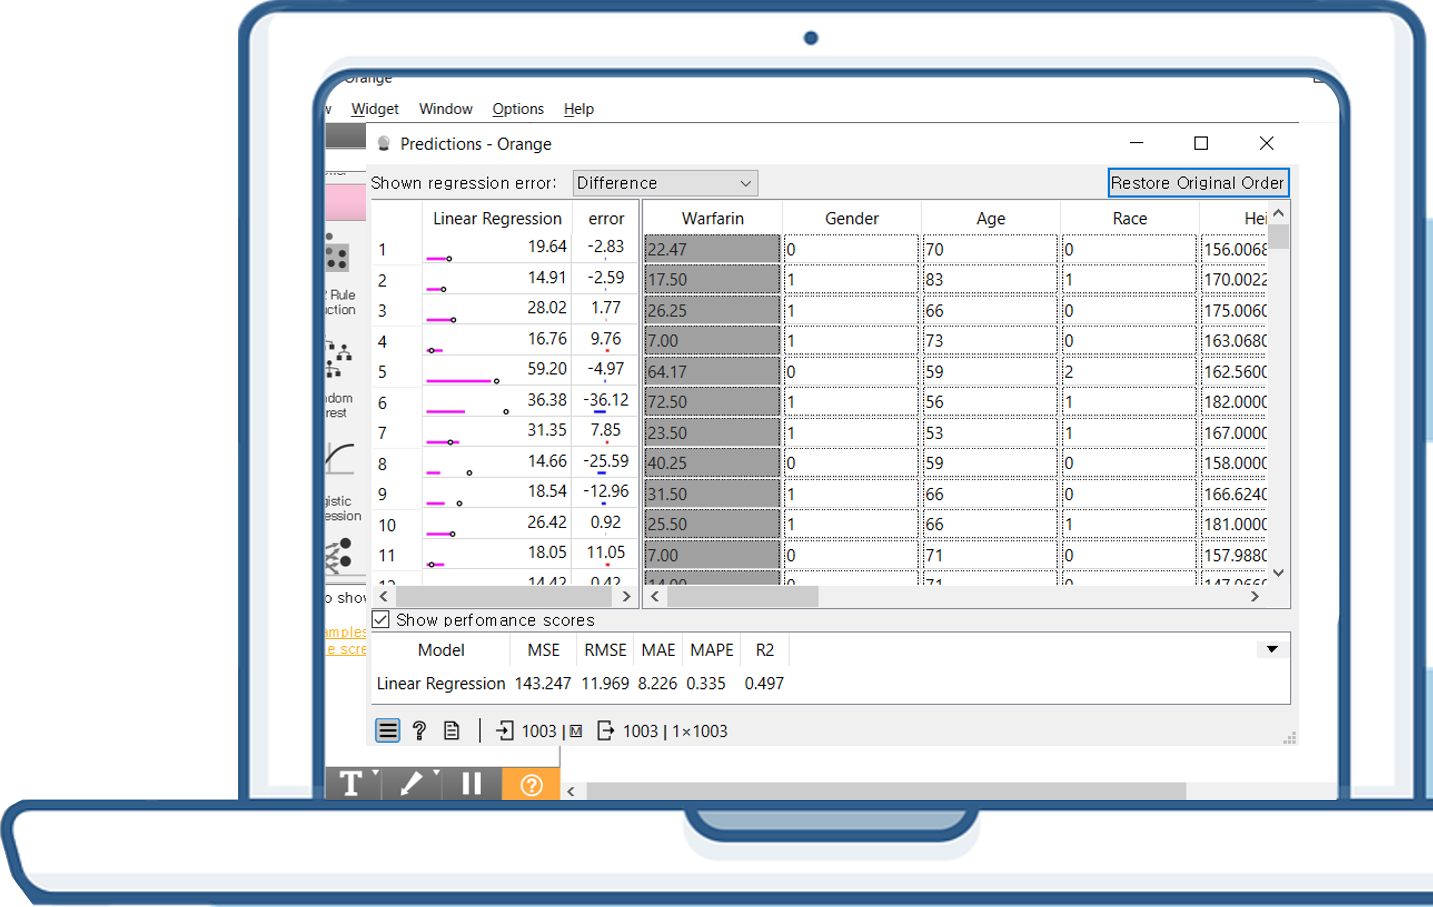 Orange
w Widget Window Options Help
Predictions - Orange
Shown regression error: Difference Restore Original Order
Linear Regression error Warfarin Gender Age Race Hei
1 19.64 -2.83 22.47 0 70 0 156.0068
2 14.91 -2.59 17.50 1 83 1 170.0022
3 28.02 1.77 26.25 1 66 0 175.0060
4 16.76 9.76 7.00 1 73 0 163.0680
5 59.20 -4.97 64.17 0 59 2 162.5600
6 36.38 -36.12 72.50 1 56 1 182.0000
7 31.35 7.85 23.50 1 53 1 167.0000
8 14.66 -25.59 40.25 0 59 0 158.0000
9 18.54 -12.96 31.50 1 66 0 166.6240
10 26.42 0.92 25.50 1 66 1 181.0000
11 18.05 11.05 7.00 0 71 0 157.9880
12 14.42 0.42 14.00 0 71 0 147.0660
2 Rule
uction
ndom
rest
gistic
ession
o show
amples
e scre
Show perfomance scores
Model MSE RMSE MAE MAPE R2
Linear Regression 143.247 11.969 8.226 0.335 0.497
? 1003 | M 1003 | 1×1003
T ?